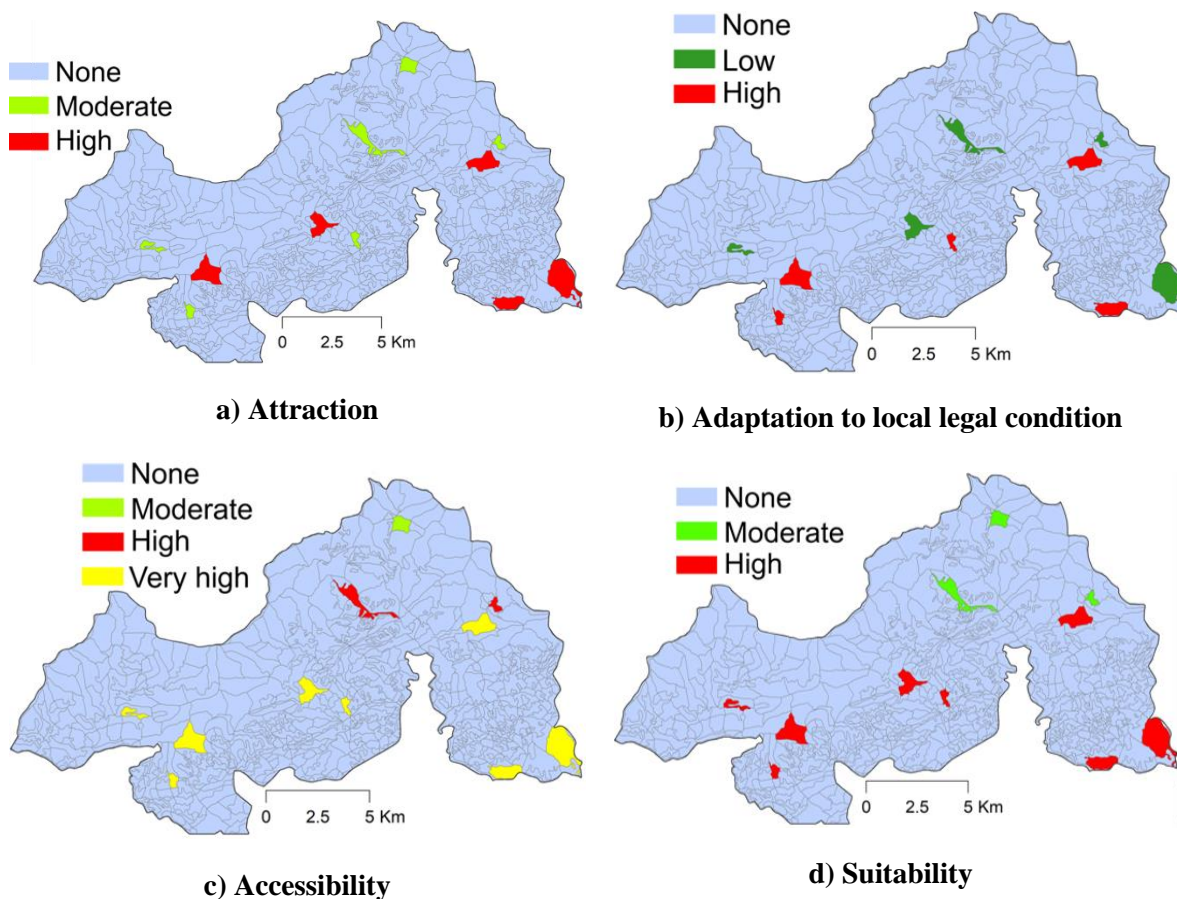 None
Moderate
High
0 2.5 5 Km
a) Attraction
None
Low
High
0 2.5 5 Km
b) Adaptation to local legal condition
None
Moderate
High
Very high
0 2.5 5 Km
c) Accessibility
None
Moderate
High
0 2.5 5 Km
d) Suitability